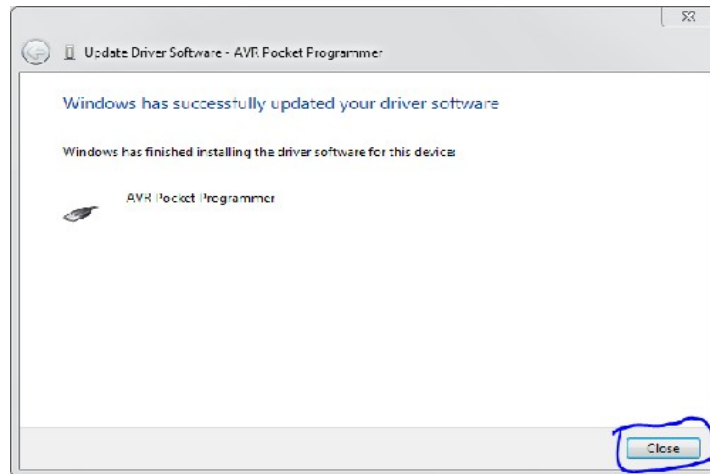 Update Driver Software - AVR Pocket Programmer
Windows has successfully updated your driver software
Windows has finished installing the driver software for this device:
AVR Pocket Programmer
Close